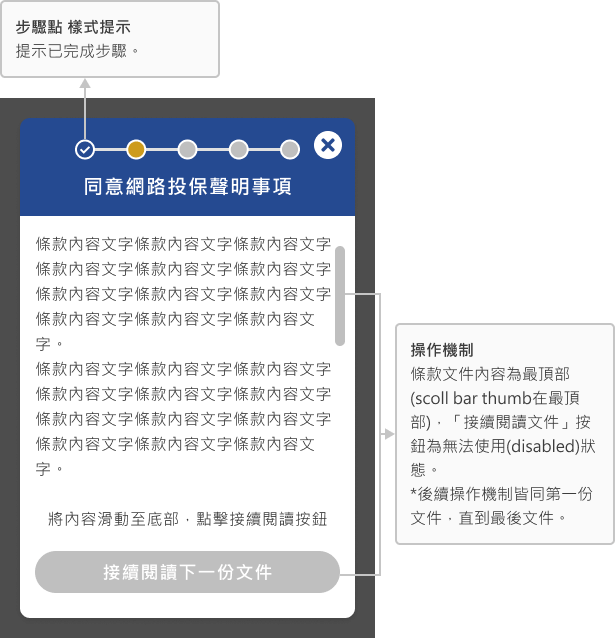 步驟點 樣式提示
提示已完成步驟。
同意網路投保聲明事項
條款內容文字條款內容文字條款內容文字
條款內容文字條款內容文字條款內容文字
條款內容文字條款內容文字條款內容文字
條款內容文字條款內容文字條款內容文
字。
條款內容文字條款內容文字條款內容文字
條款內容文字條款內容文字條款內容文字
條款內容文字條款內容文字條款內容文字
條款內容文字條款內容文字條款內容文
字。
將內容滑動至底部，點擊接續閱讀按鈕
接續閱讀下一份文件
操作機制
條款文件內容為最頂部
(scoll bar thumb在最頂
部)，「接續閱讀文件」按
鈕為無法使用(disabled)狀
態。
*後續操作機制皆同第一份
文件，直到最後文件。